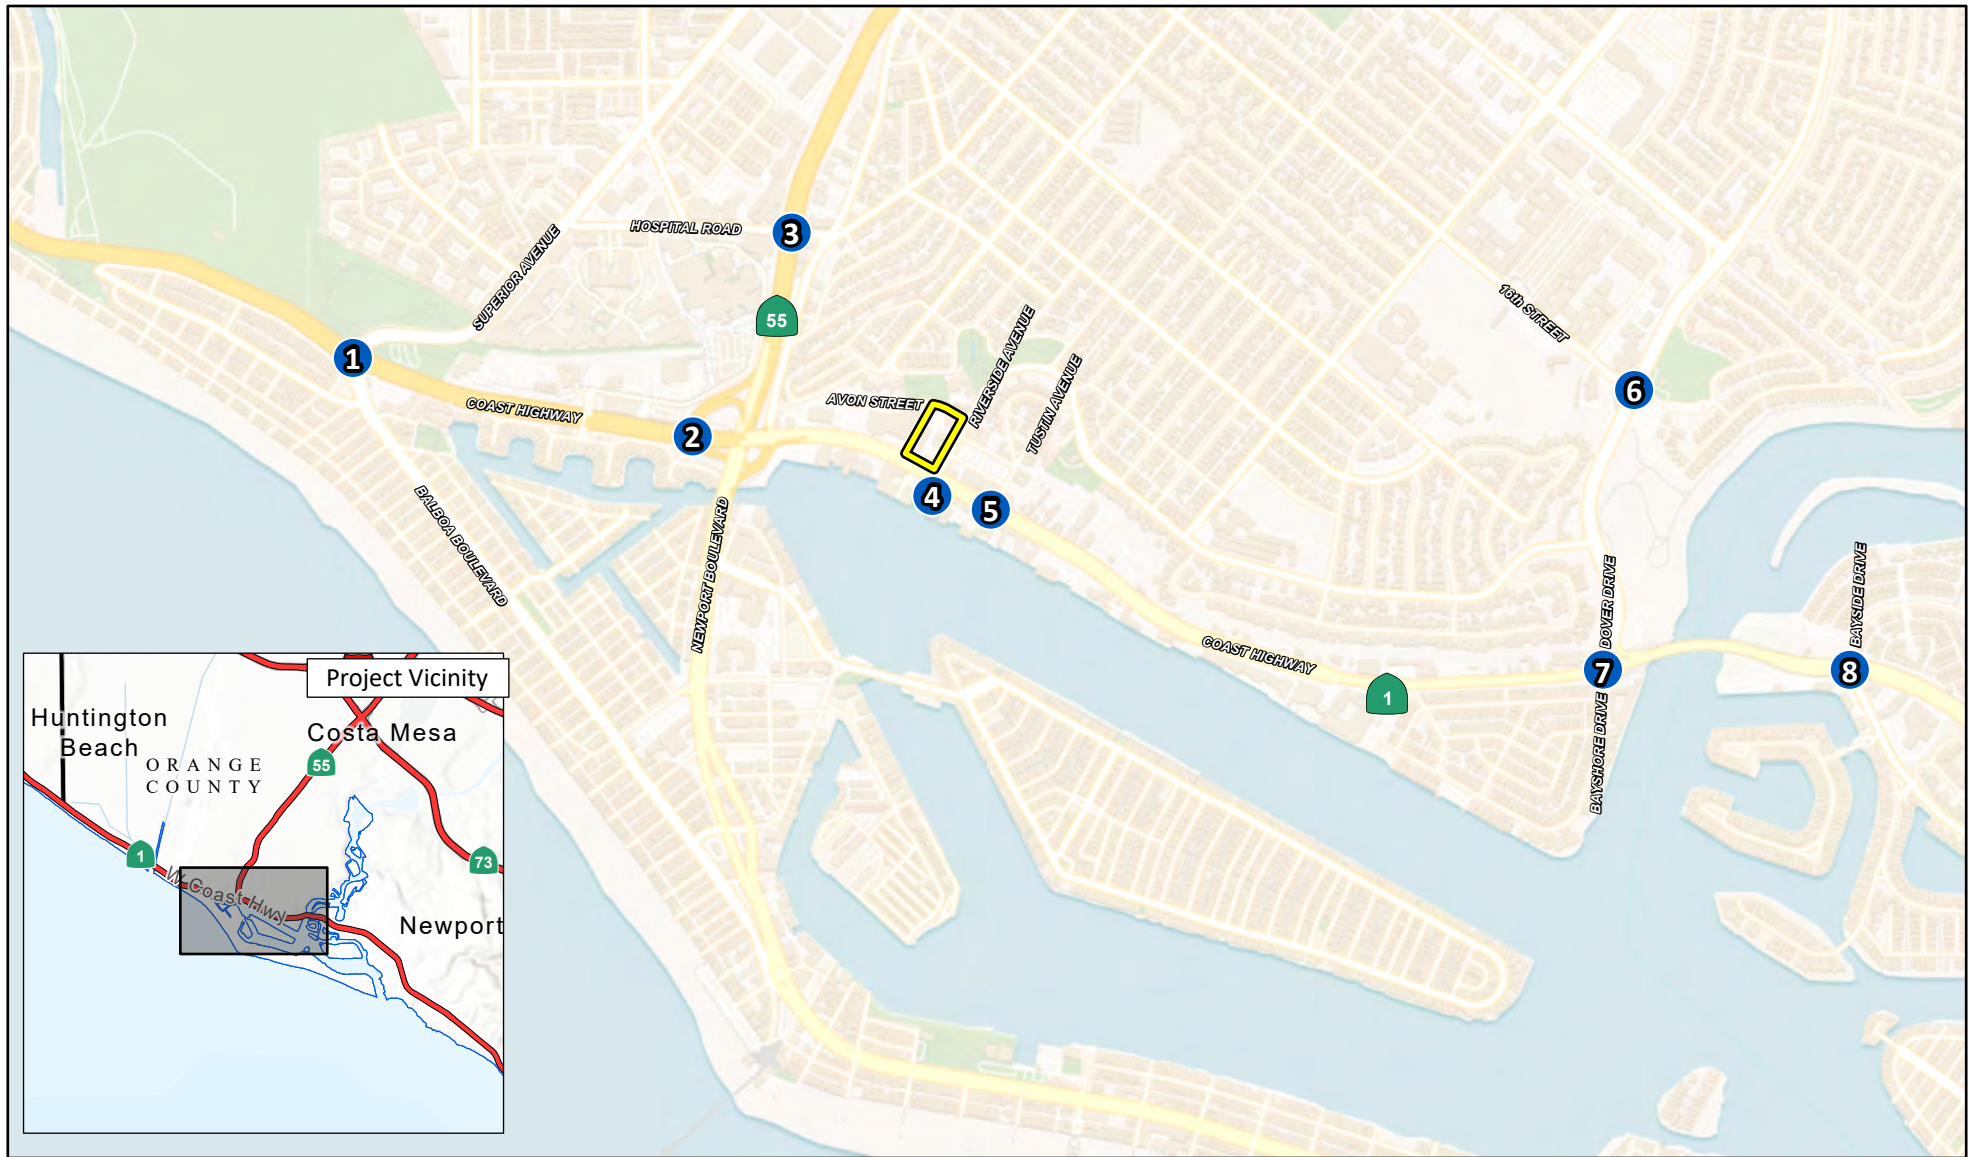 HOSPITAL ROAD
3
SUPERIOR AVENUE
55
16th STREET
RIVERSIDE AVENUE
1
TUSTIN AVENUE
6
AVON STREET
COAST HIGHWAY
2
4
5
BALBOA BOULEVARD
NEWPORT BOULEVARD
DOVER DRIVE
BAYSIDE DRIVE
COAST HIGHWAY
7
8
1
BAYSHORE DRIVE
Project Vicinity
Huntington
Beach
Costa Mesa
ORANGE
COUNTY
55
1
73
W Coast Hwy
Newport